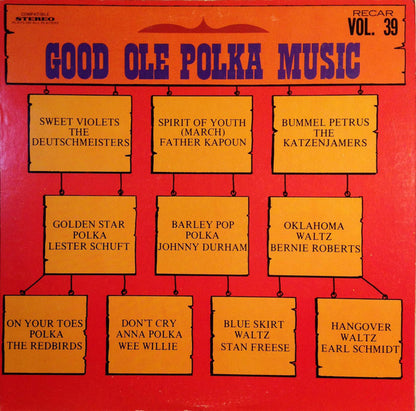 COMPATIBLE
STEREO
RECAR
VOL. 39
GOOD OLE POLKA MUSIC
SWEET VIOLETS
THE
DEUTSCHMEISTERS
SPIRIT OF YOUTH
(MARCH)
FATHER KAPOUN
BUMMEL PETRUS
THE
KATZENJAMERS
GOLDEN STAR
POLKA
LESTER SCHUFT
BARLEY POP
POLKA
JOHNNY DURHAM
OKLAHOMA
WALTZ
BERNIE ROBERTS
ON YOUR TOES
POLKA
THE REDBIRDS
DON'T CRY
ANNA POLKA
WEE WILLIE
BLUE SKIRT
WALTZ
STAN FREESE
HANGOVER
WALTZ
EARL SCHMIDT